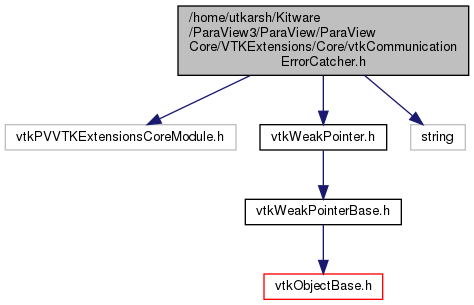 /home/utkarsh/Kitware
/ParaView3/ParaView/ParaView
Core/VTKExtensions/Core/vtkCommunication
ErrorCatcher.h
vtkPVVTKExtensionsCoreModule.h
vtkWeakPointer.h
string
vtkWeakPointerBase.h
vtkObjectBase.h